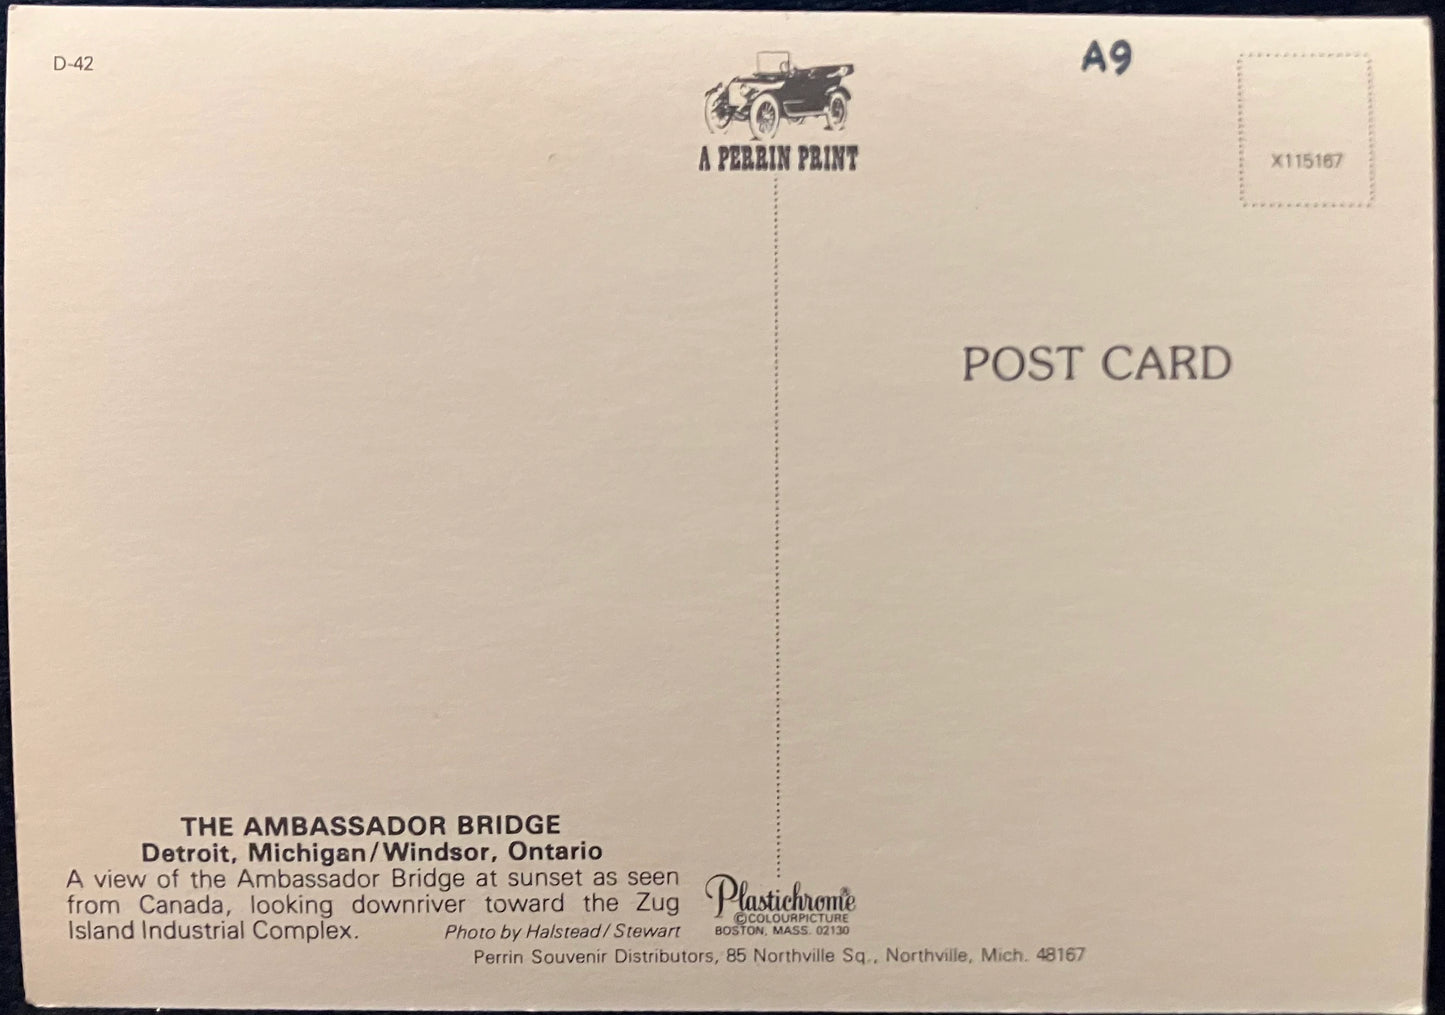 D-42
A PERRIN PRINT
A9
X115167
POST CARD
THE AMBASSADOR BRIDGE
Detroit, Michigan/Windsor, Ontario
A view of the Ambassador Bridge at sunset as seen
from Canada, looking downriver toward the Zug
Island Industrial Complex.
Photo by Halstead/Stewart
Plastichrome®
©COLOURPICTURE
BOSTON, MASS. 02130
Perrin Souvenir Distributors, 85 Northville Sq., Northville, Mich. 48167